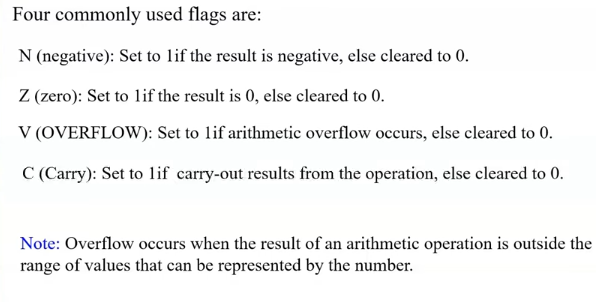 Four commonly used flags are:
N (negative): Set to 1if the result is negative, else cleared to 0.
Z (zero): Set to 1if the result is 0, else cleared to 0.
V (OVERFLOW): Set to 1if arithmetic overflow occurs, else cleared to 0.
C (Carry): Set to 1if carry-out results from the operation, else cleared to 0.
Note: Overflow occurs when the result of an arithmetic operation is outside the
range of values that can be represented by the number.